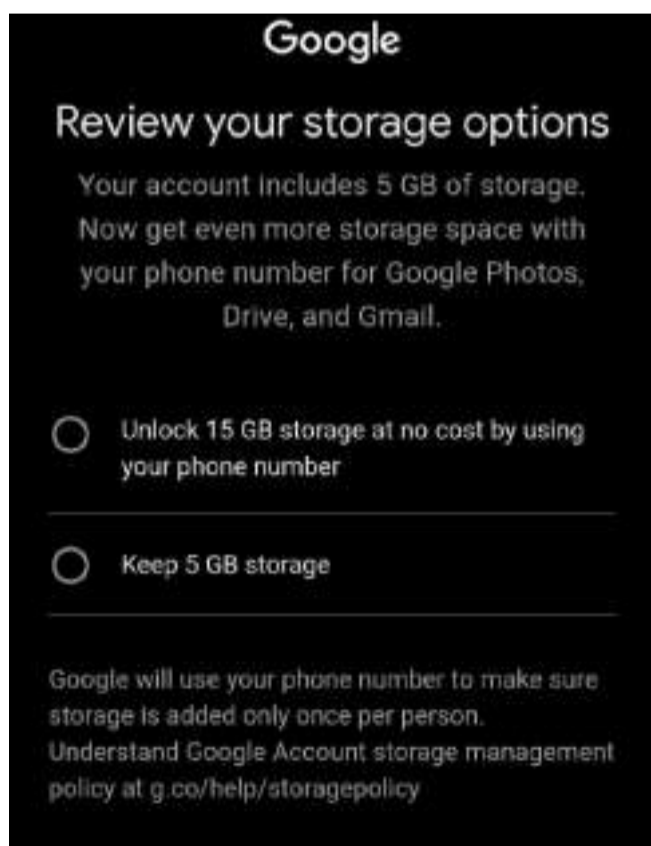 Google
Review your storage options
Your account includes 5 GB of storage.
Now get even more storage space with
your phone number for Google Photos,
Drive, and Gmail.
Unlock 15 GB storage at no cost by using
your phone number
Keep 5 GB storage
Google will use your phone number to make sure
storage is added only once per person.
Understand Google Account storage management
policy at g.co/help/storagepolicy